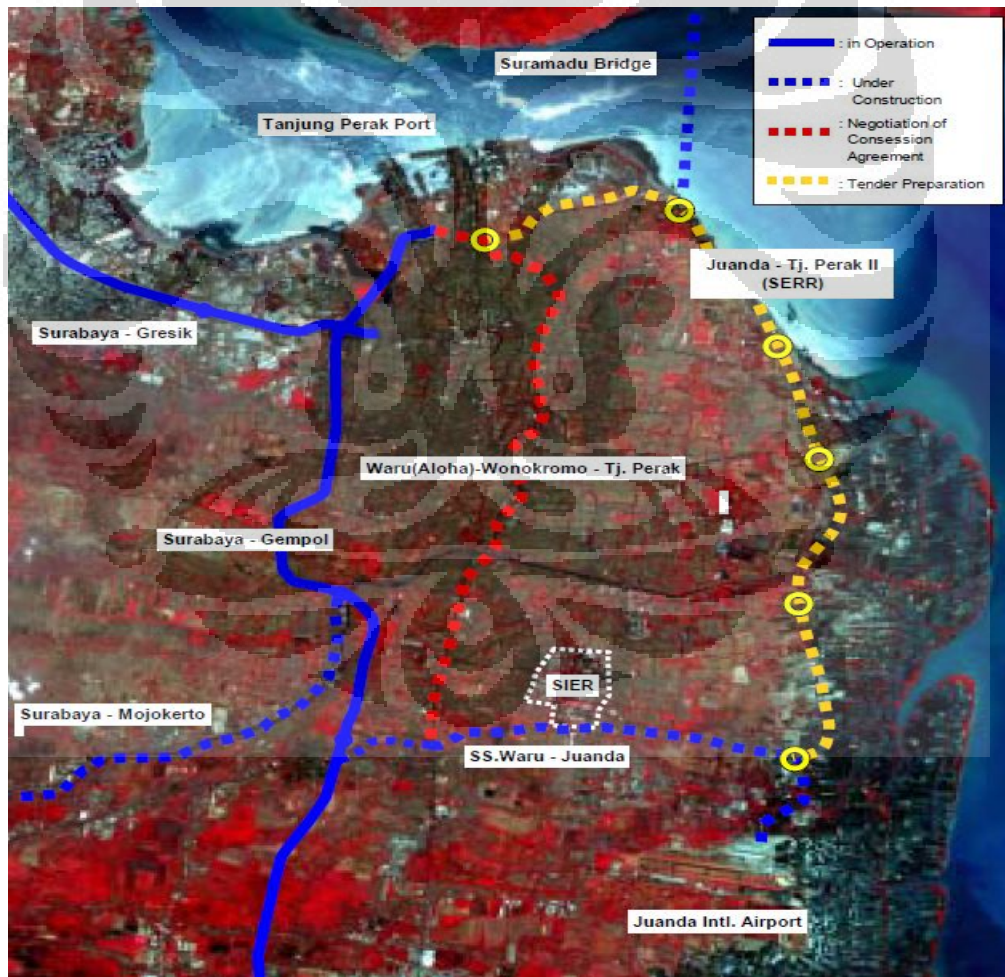 : in Operation
: Under
Construction
: Negotiation of
Consession
Agreement
: Tender Preparation
Suramadu Bridge
Tanjung Perak Port
Juanda - Tj. Perak II
(SERR)
Surabaya - Gresik
Waru(Aloha)-Wonokromo - Tj. Perak
Surabaya - Gempol
SIER
Surabaya - Mojokerto
SS.Waru - Juanda
Juanda Intl. Airport